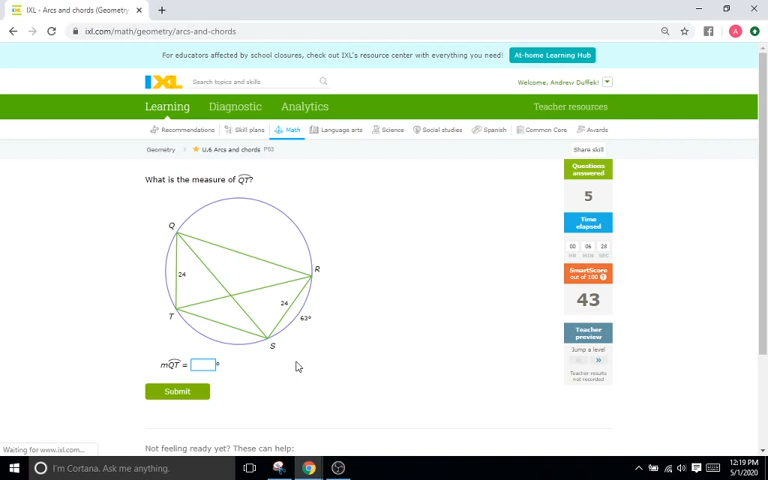 IXL - Arcs and chords (Geometry
ixl.com/math/geometry/arcs-and-chords
For educators affected by school closures, check out IXL's resource center with everything you need! At-home Learning Hub
IXL Search topics and skills Welcome, Andrew Duffek!
Learning Diagnostic Analytics Teacher resources
Recommendations Skill plans Math Language arts Science Social studies Spanish Common Core Awards
Geometry U.6 Arcs and chords P53 Share skill
What is the measure of QT?
Questions answered
5
Time elapsed
00 06 28
HR MIN SEC
SmartScore
out of 100 ?
43
Teacher preview
Jump a level
Teacher results not recorded
Q
R
24
24
63°
T
S
mQT = °
Submit
Not feeling ready yet? These can help:
Waiting for www.ixl.com...
I'm Cortana. Ask me anything.
12:19 PM
5/1/2020